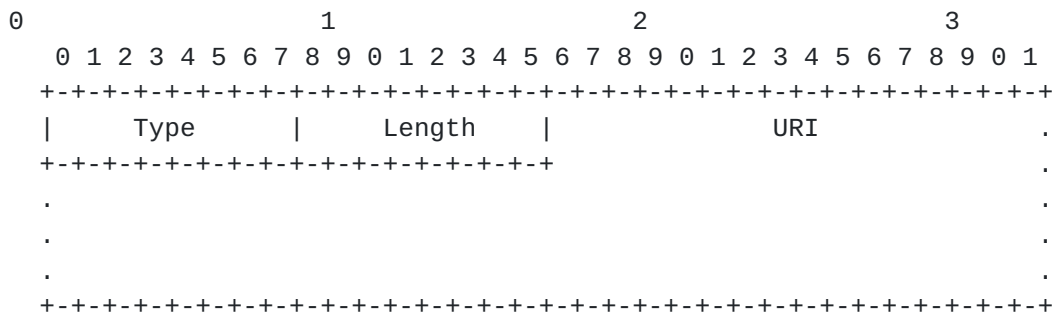 0                   1                   2                   3
   0 1 2 3 4 5 6 7 8 9 0 1 2 3 4 5 6 7 8 9 0 1 2 3 4 5 6 7 8 9 0 1
  +-+-+-+-+-+-+-+-+-+-+-+-+-+-+-+-+-+-+-+-+-+-+-+-+-+-+-+-+-+-+-+-+
  |     Type      |     Length    |              URI              .
  +-+-+-+-+-+-+-+-+-+-+-+-+-+-+-+-+                               .
  .                                                               .
  .                                                               .
  .                                                               .
  +-+-+-+-+-+-+-+-+-+-+-+-+-+-+-+-+-+-+-+-+-+-+-+-+-+-+-+-+-+-+-+-+